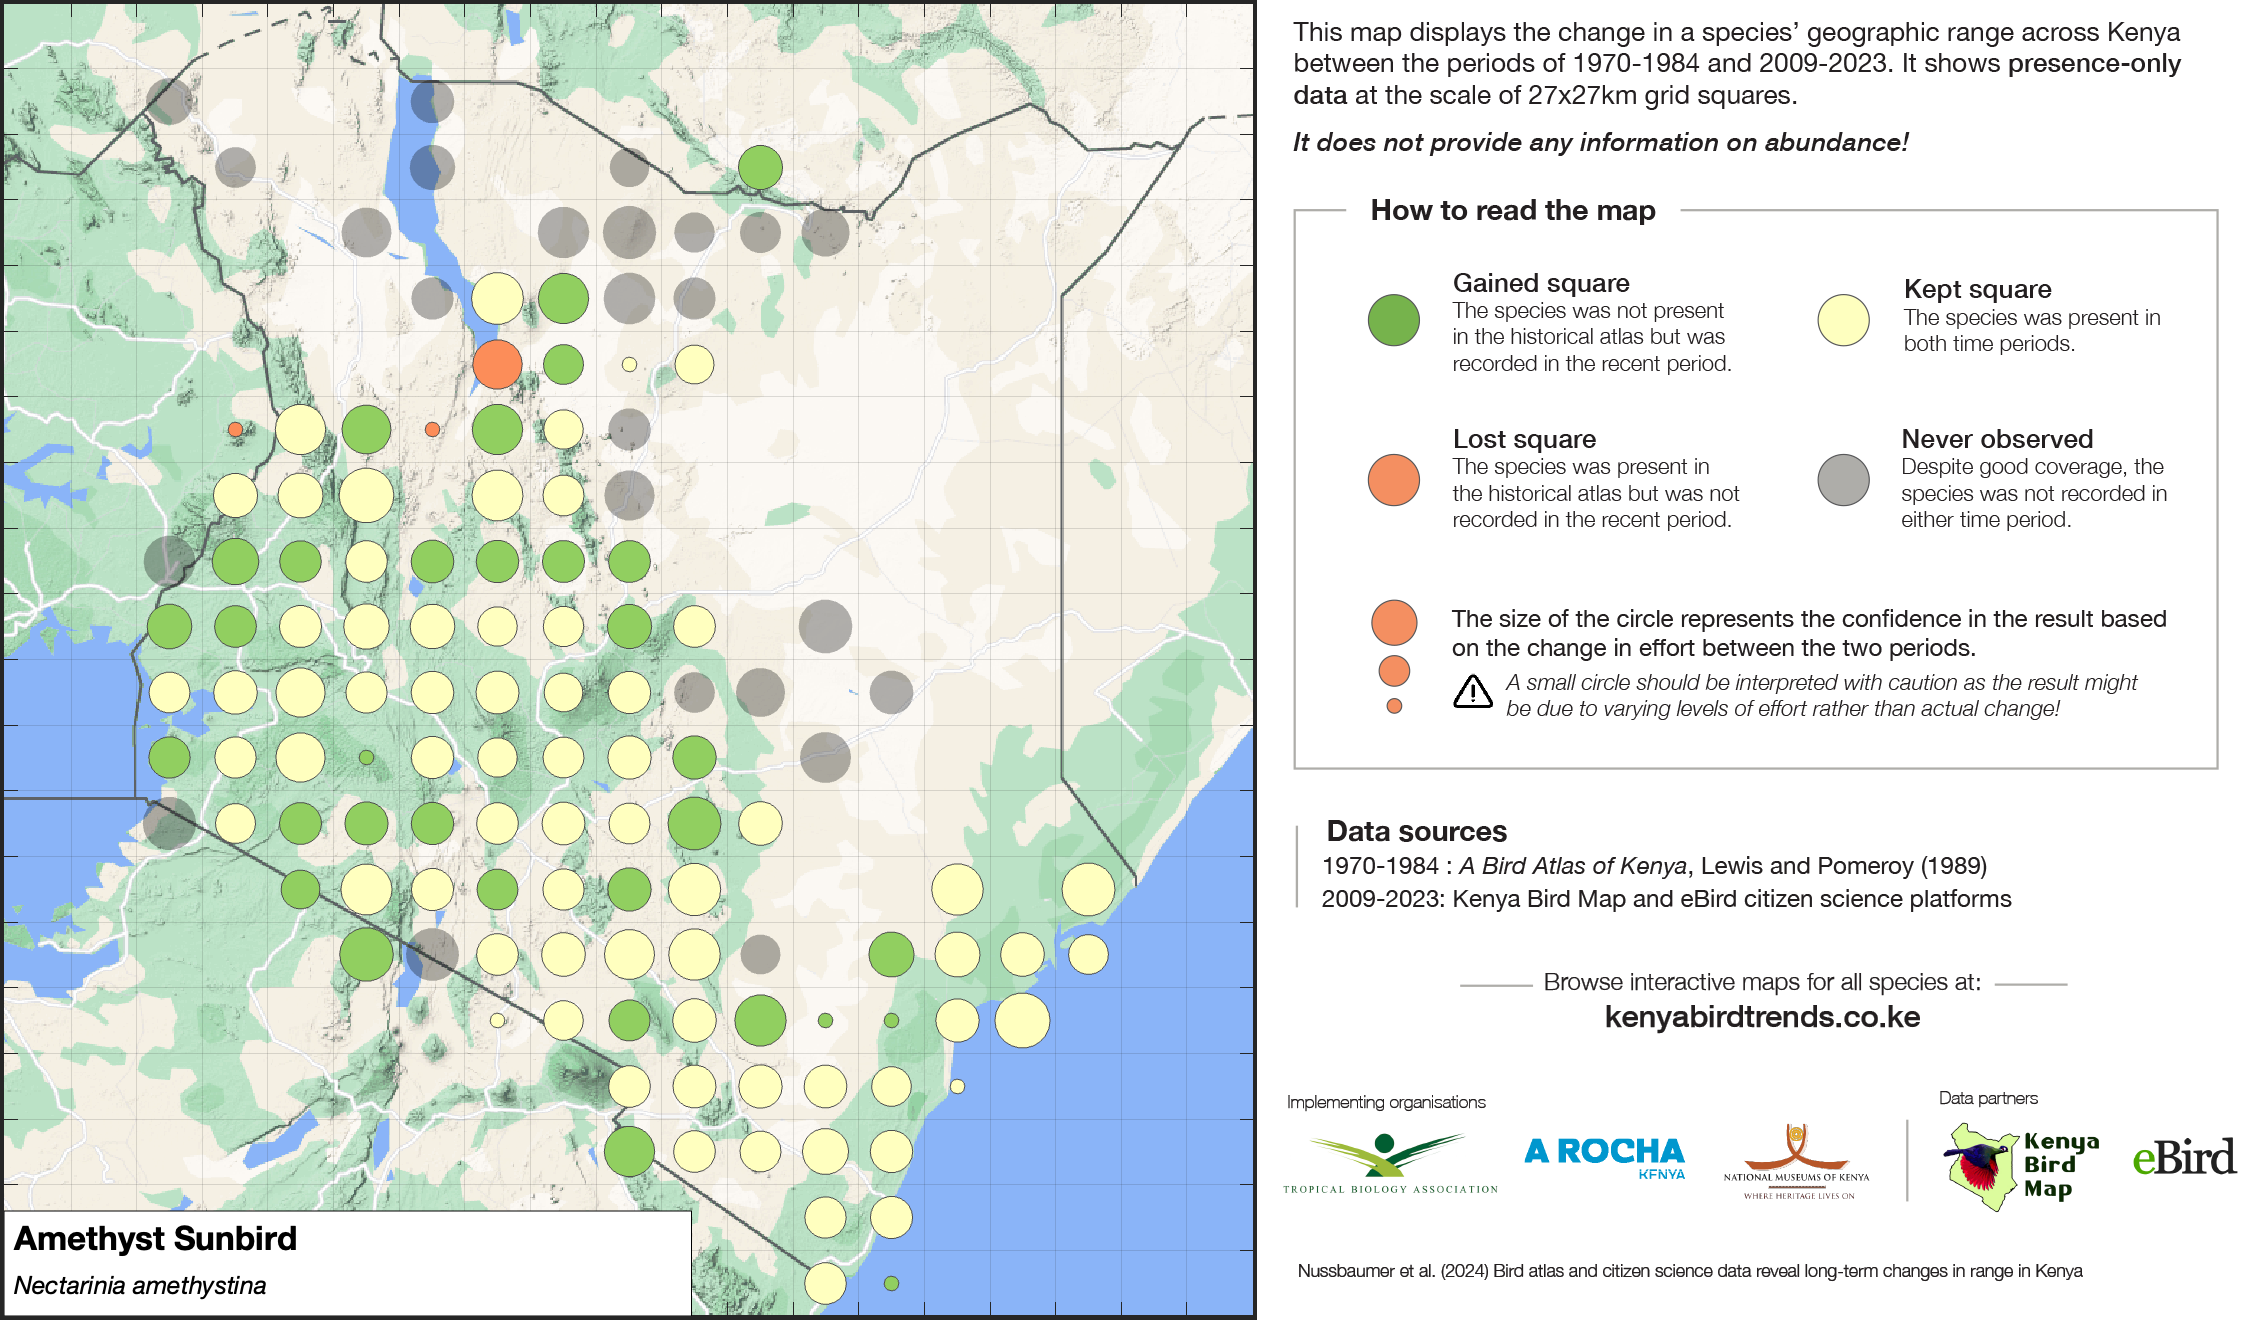 This map displays the change in a species’ geographic range across Kenya
between the periods of 1970-1984 and 2009-2023. It shows presence-only
data at the scale of 27x27km grid squares.
It does not provide any information on abundance!
How to read the map
Gained square
The species was not present
in the historical atlas but was
recorded in the recent period.
Kept square
The species was present in
both time periods.
Lost square
The species was present in
the historical atlas but was not
recorded in the recent period.
Never observed
Despite good coverage, the
species was not recorded in
either time period.
The size of the circle represents the confidence in the result based
on the change in effort between the two periods.
A small circle should be interpreted with caution as the result might
be due to varying levels of effort rather than actual change!
Data sources
1970-1984 : A Bird Atlas of Kenya, Lewis and Pomeroy (1989)
2009-2023: Kenya Bird Map and eBird citizen science platforms
Browse interactive maps for all species at:
kenyabirdtrends.co.ke
Implementing organisations
Data partners
TROPICAL BIOLOGY ASSOCIATION
A ROCHA
KENYA
NATIONAL MUSEUMS OF KENYA
WHERE HERITAGE LIVES ON
Kenya
Bird
Map
eBird
Nussbaumer et al. (2024) Bird atlas and citizen science data reveal long-term changes in range in Kenya
Amethyst Sunbird
Nectarinia amethystina